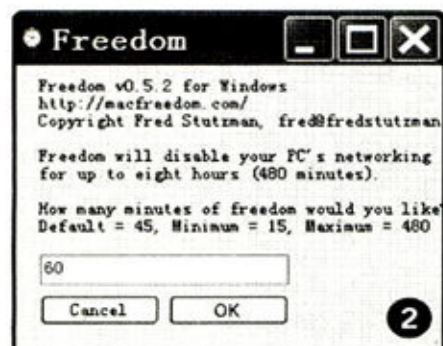 Freedom
Freedom v0.5.2 for Windows
http://macfreedom.com/
Copyright Fred Stutzman, fred@fredstutzman
Freedom will disable your PC's networking
for up to eight hours (480 minutes).
How many minutes of freedom would you like
Default = 45, Minimum = 15, Maximum = 480
60
Cancel OK
2